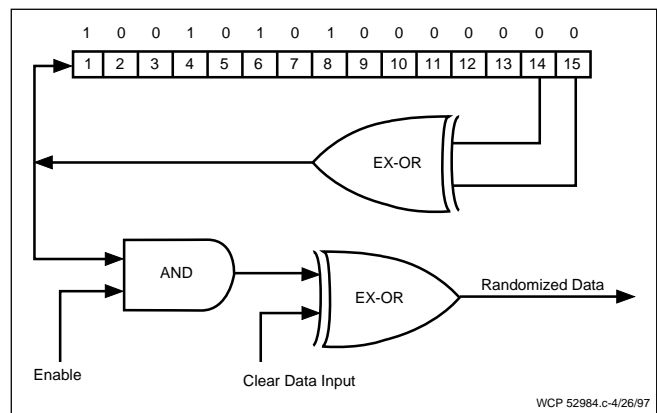 1 0 0 1 0 1 0 1 0 0 0 0 0 0 0
1 2 3 4 5 6 7 8 9 10 11 12 13 14 15
EX-OR
AND
EX-OR
Randomized Data
Enable
Clear Data Input
WCP 52984.c-4/26/97